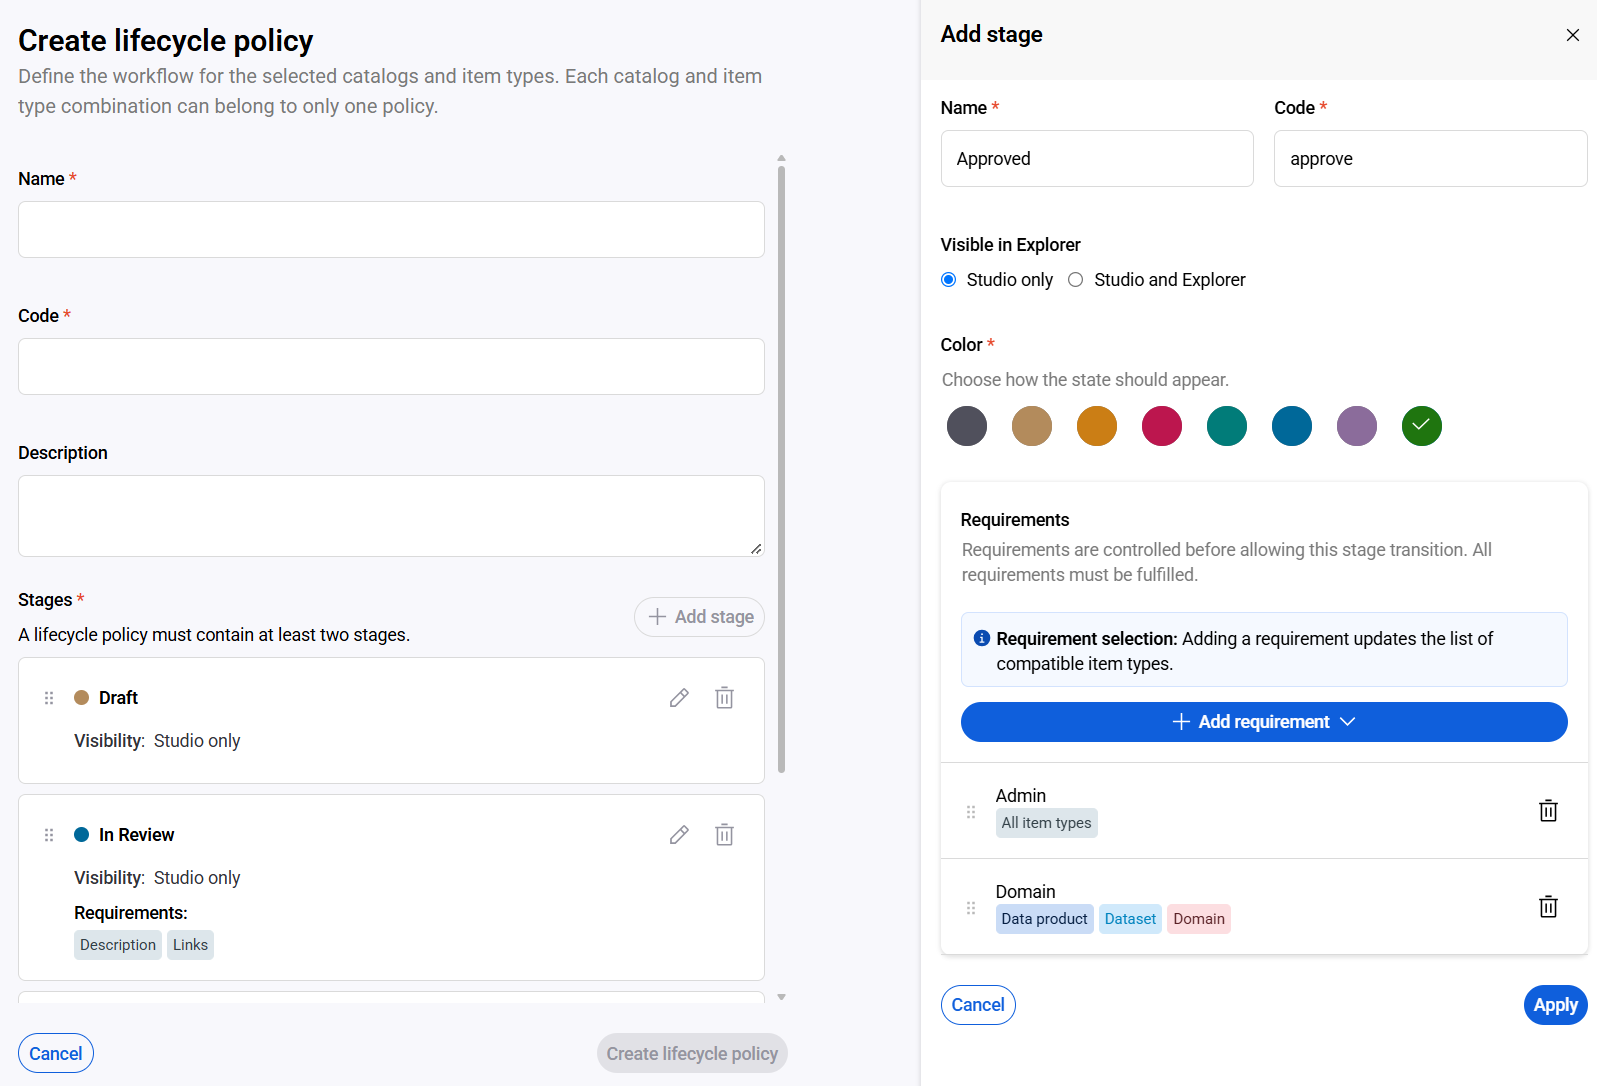 Create lifecycle policy
Define the workflow for the selected catalogs and item types. Each catalog and item
type combination can belong to only one policy.
Name *
Code *
Description
Stages *
Add stage
A lifecycle policy must contain at least two stages.
Draft
Visibility: Studio only
In Review
Visibility: Studio only
Requirements:
Description Links
Cancel
Create lifecycle policy
Add stage
Name *
Code *
Approved
approve
Visible in Explorer
Studio only Studio and Explorer
Color *
Choose how the state should appear.
Requirements
Requirements are controlled before allowing this stage transition. All
requirements must be fulfilled.
Requirement selection: Adding a requirement updates the list of
compatible item types.
Add requirement
Admin
All item types
Domain
Data product Dataset Domain
Cancel
Apply